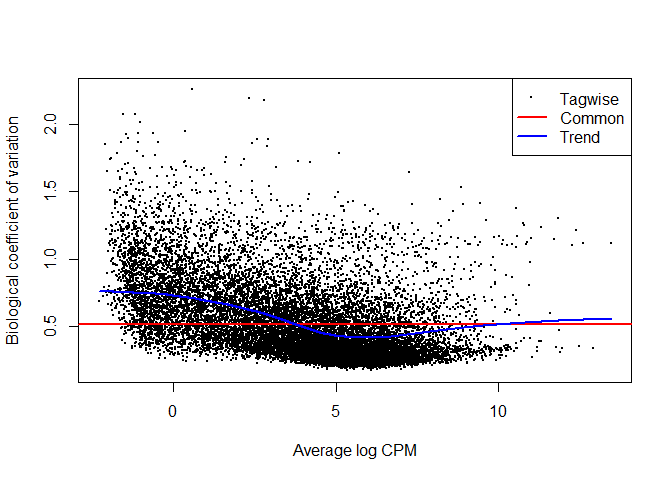 Tagwise
Common
Trend
Biological coefficient of variation
2.0
1.5
1.0
0.5
0
5
10
Average log CPM